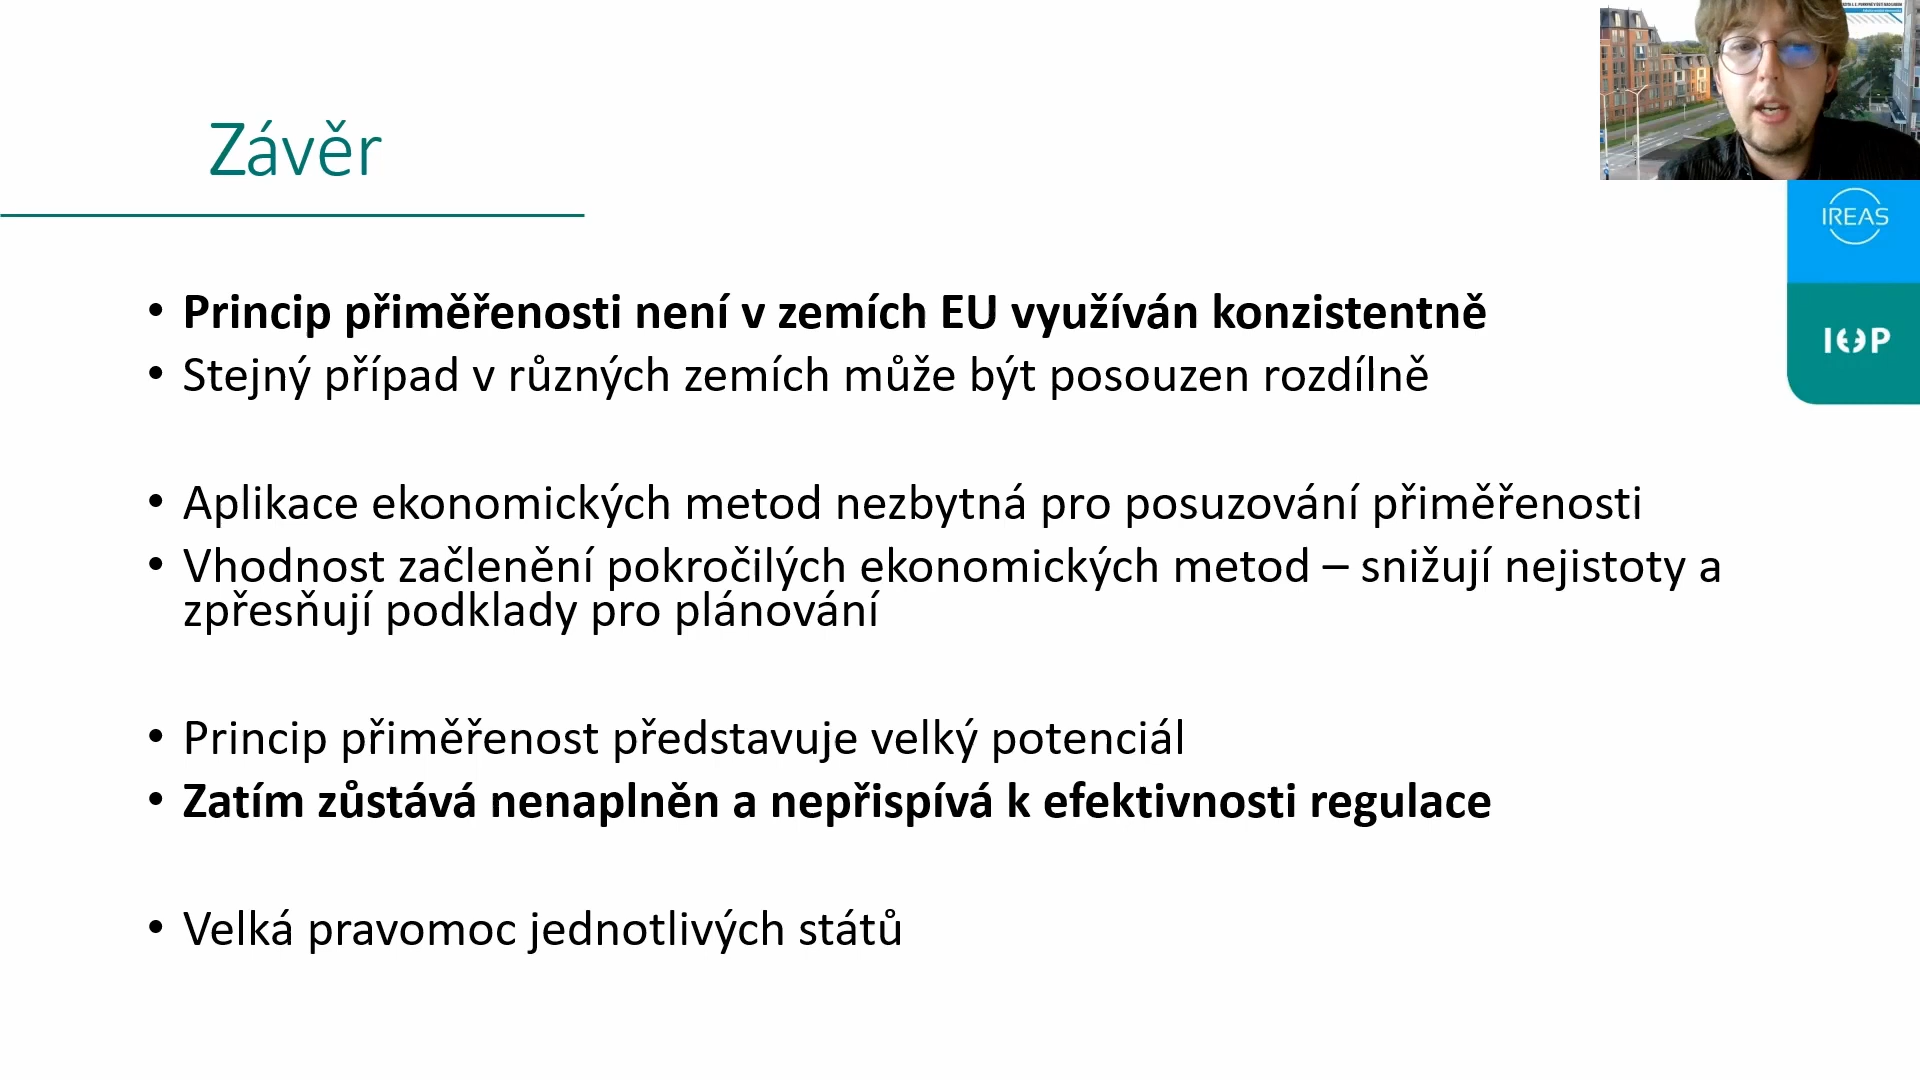 Závěr
• Princip přiměřenosti není v zemích EU využíván konzistentně
• Stejný případ v různých zemích může být posouzen rozdílně
• Aplikace ekonomických metod nezbytná pro posuzování přiměřenosti
• Vhodnost začlenění pokročilých ekonomických metod – snižují nejistoty a
zpřesňují podklady pro plánování
• Princip přiměřenost představuje velký potenciál
• Zatím zůstává nenaplněn a nepřispívá k efektivnosti regulace
• Velká pravomoc jednotlivých států
IREAS